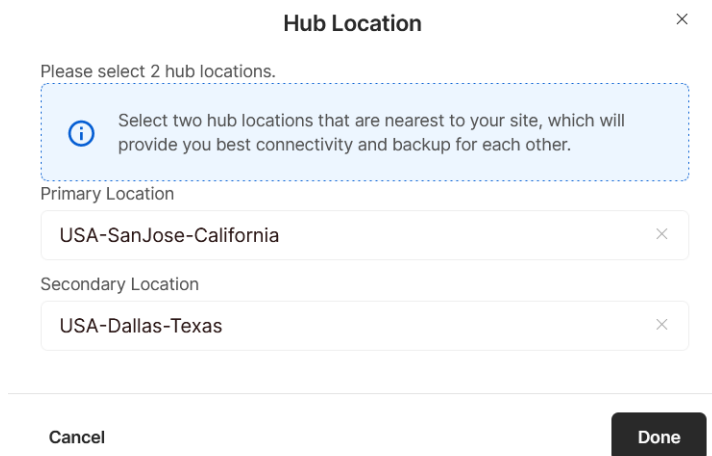 Hub Location
Please select 2 hub locations.
Select two hub locations that are nearest to your site, which will
provide you best connectivity and backup for each other.
Primary Location
USA-SanJose-California
Secondary Location
USA-Dallas-Texas
Cancel
Done